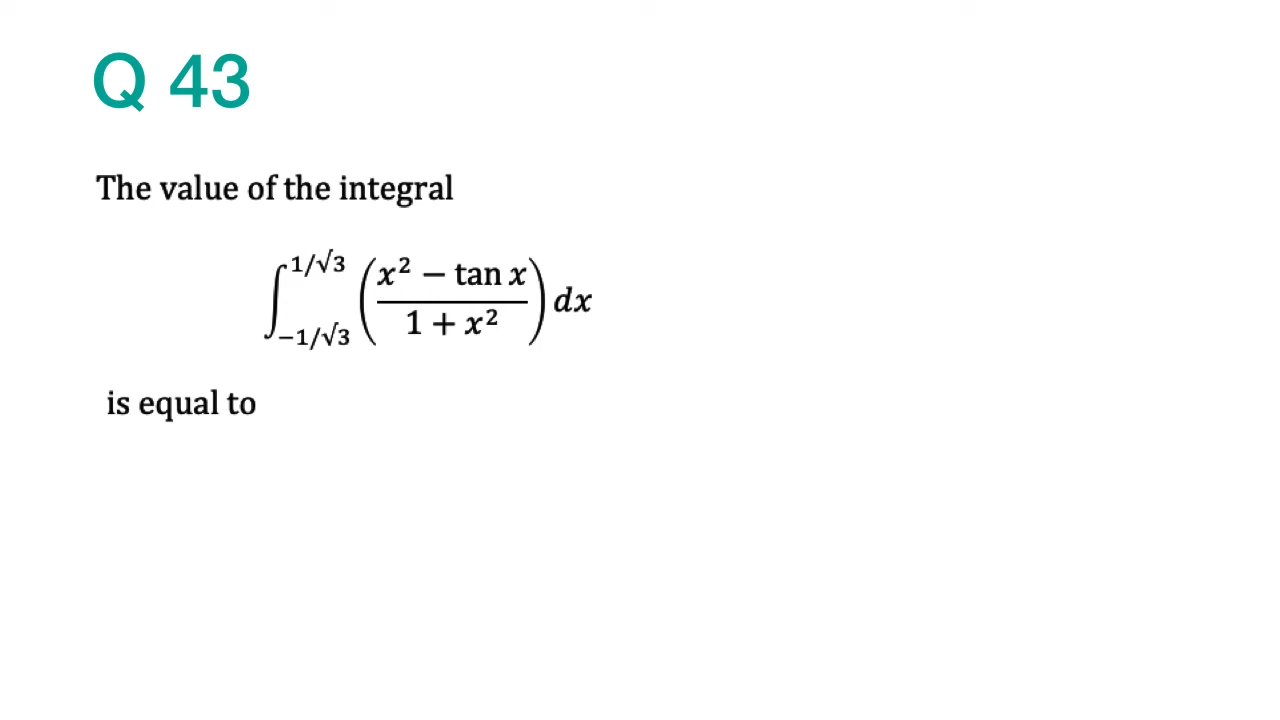 Q 43
The value of the integral
∫_{-1/√3}^{1/√3} ((x² − tan x)/(1 + x²)) dx
is equal to